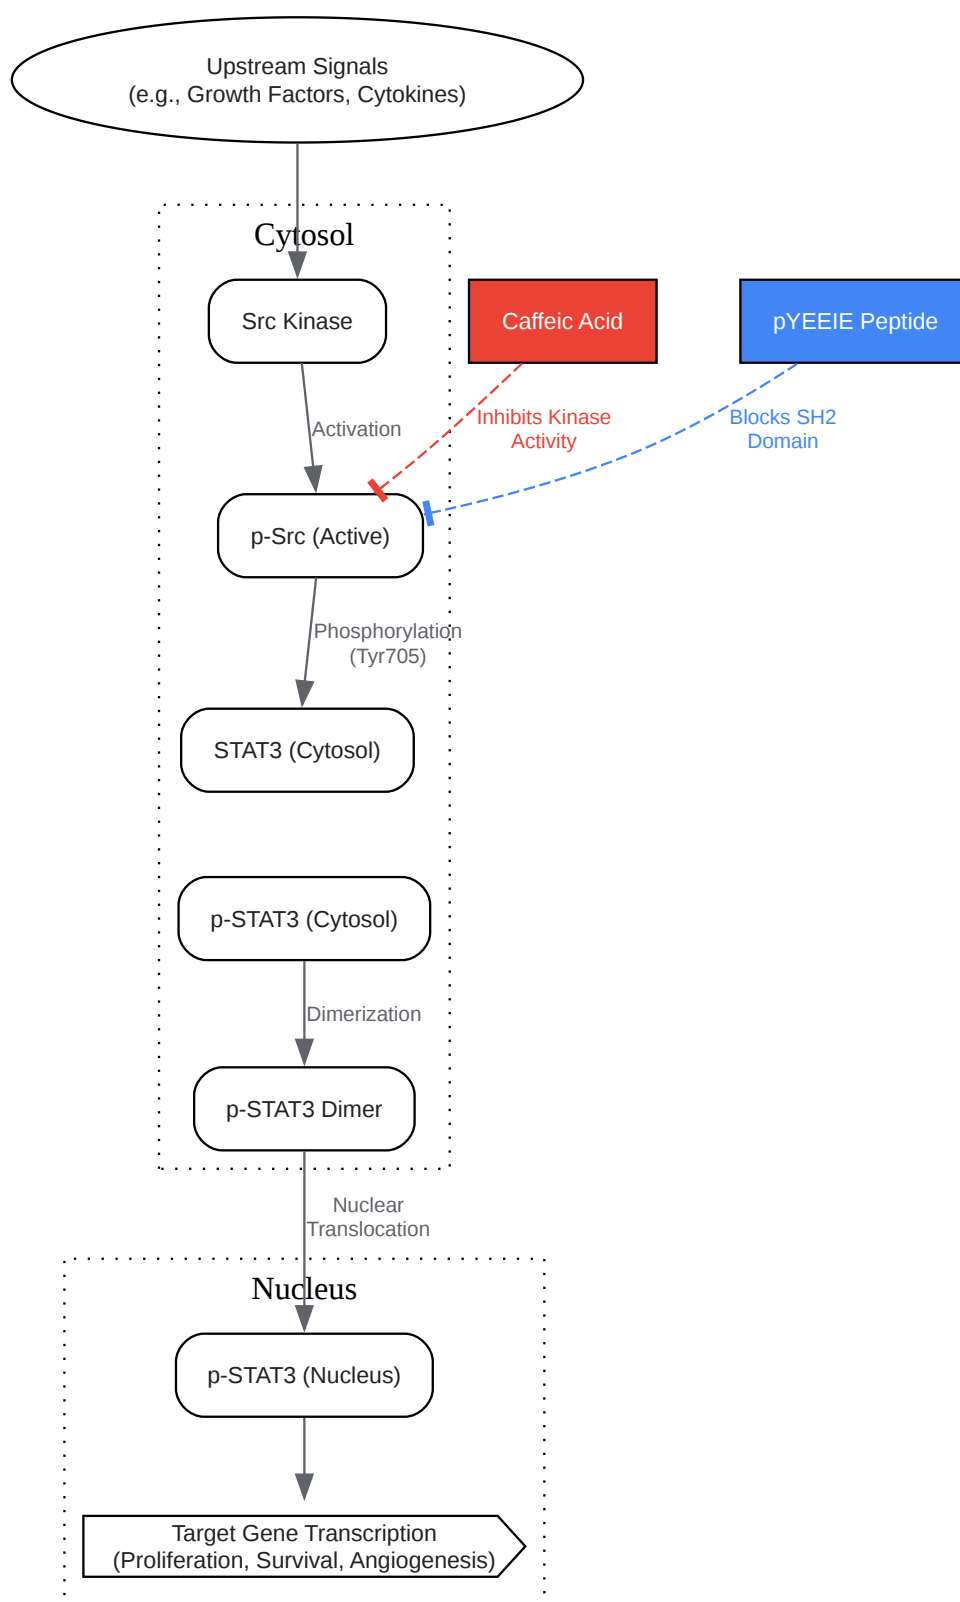 Upstream Signals
(e.g., Growth Factors, Cytokines)
Cytosol
Src Kinase
Caffeic Acid
pYEEIE Peptide
Activation
Inhibits Kinase
Activity
Blocks SH2
Domain
p-Src (Active)
Phosphorylation
(Tyr705)
STAT3 (Cytosol)
p-STAT3 (Cytosol)
Dimerization
p-STAT3 Dimer
Nuclear
Translocation
Nucleus
p-STAT3 (Nucleus)
Target Gene Transcription
(Proliferation, Survival, Angiogenesis)